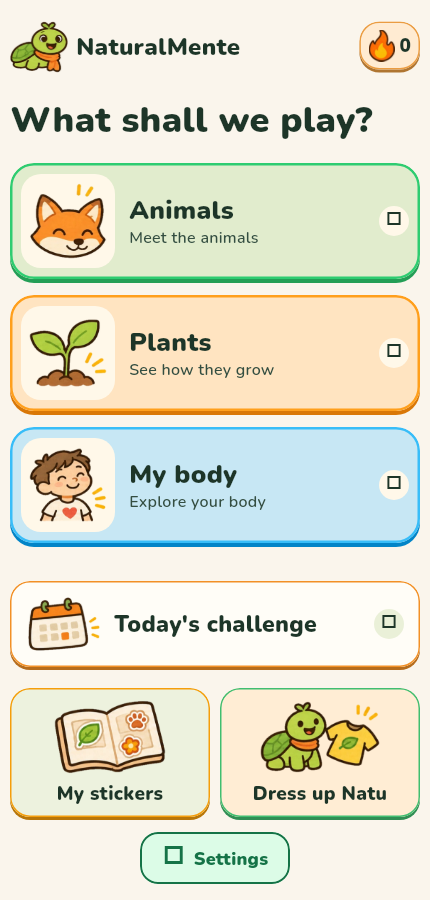 NaturalMente
0
What shall we play?
Animals
Meet the animals
Plants
See how they grow
My body
Explore your body
Today's challenge
My stickers
Dress up Natu
Settings